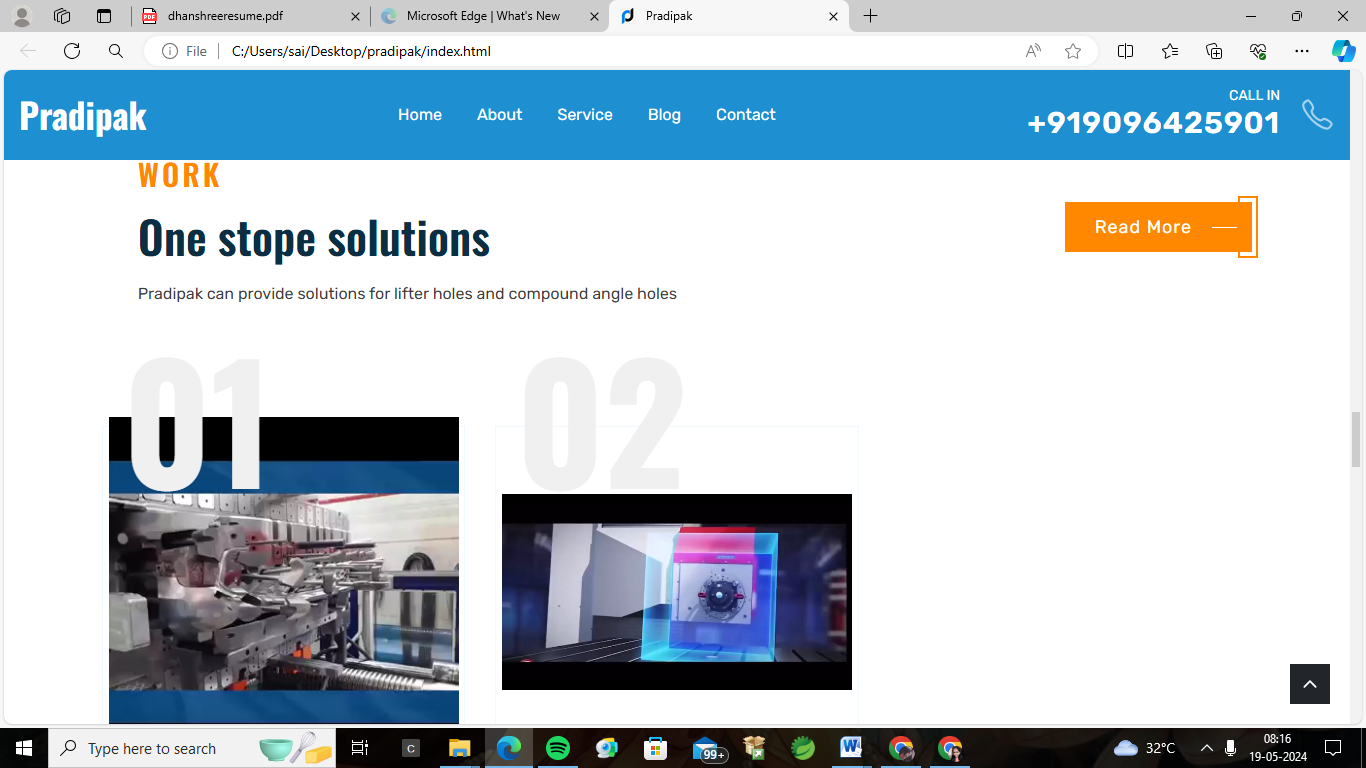 dhanshreeresume.pdf
Microsoft Edge | What's New
Pradipak
File
C:/Users/sai/Desktop/pradipak/index.html
Pradipak
Home
About
Service
Blog
Contact
CALL IN
+919096425901
WORK
One stope solutions
Pradipak can provide solutions for lifter holes and compound angle holes
Read More
01
02
Type here to search
C
99+
32°C
08:16
19-05-2024